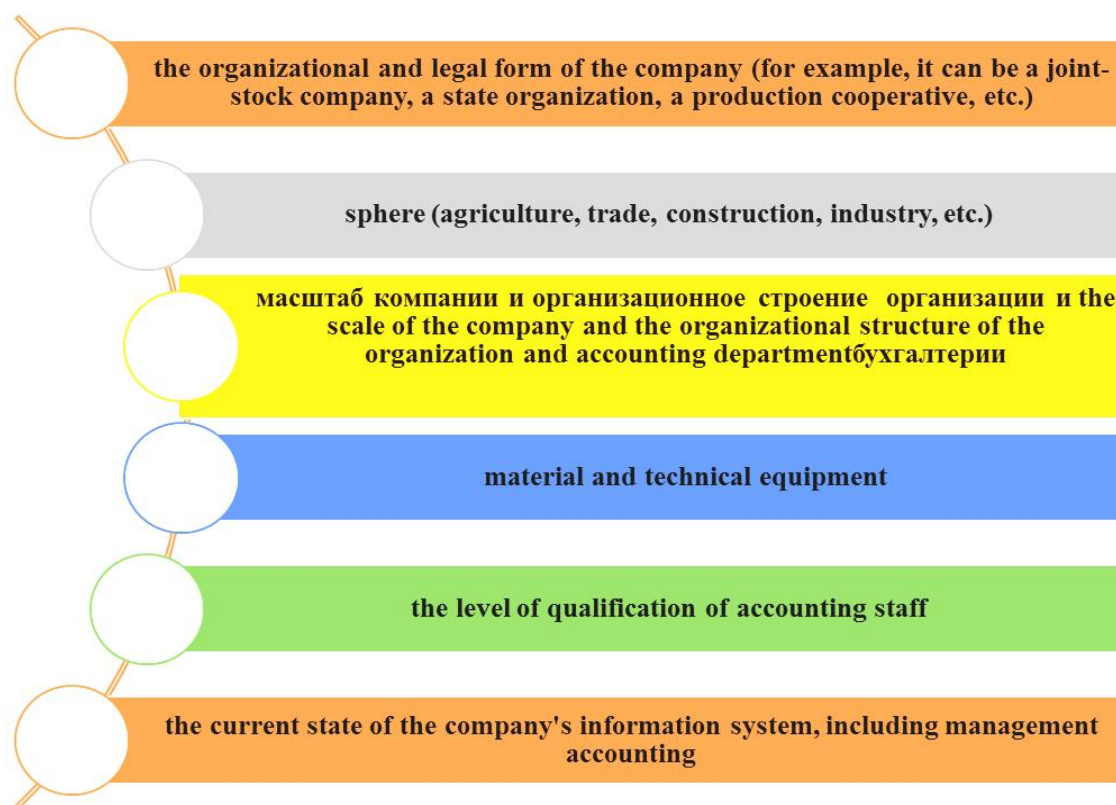 the organizational and legal form of the company (for example, it can be a joint-
stock company, a state organization, a production cooperative, etc.)
sphere (agriculture, trade, construction, industry, etc.)
масштаб компании и организационное строение организации и the
scale of the company and the organizational structure of the
organization and accounting departmentбухгалтерии
material and technical equipment
the level of qualification of accounting staff
the current state of the company's information system, including management
accounting